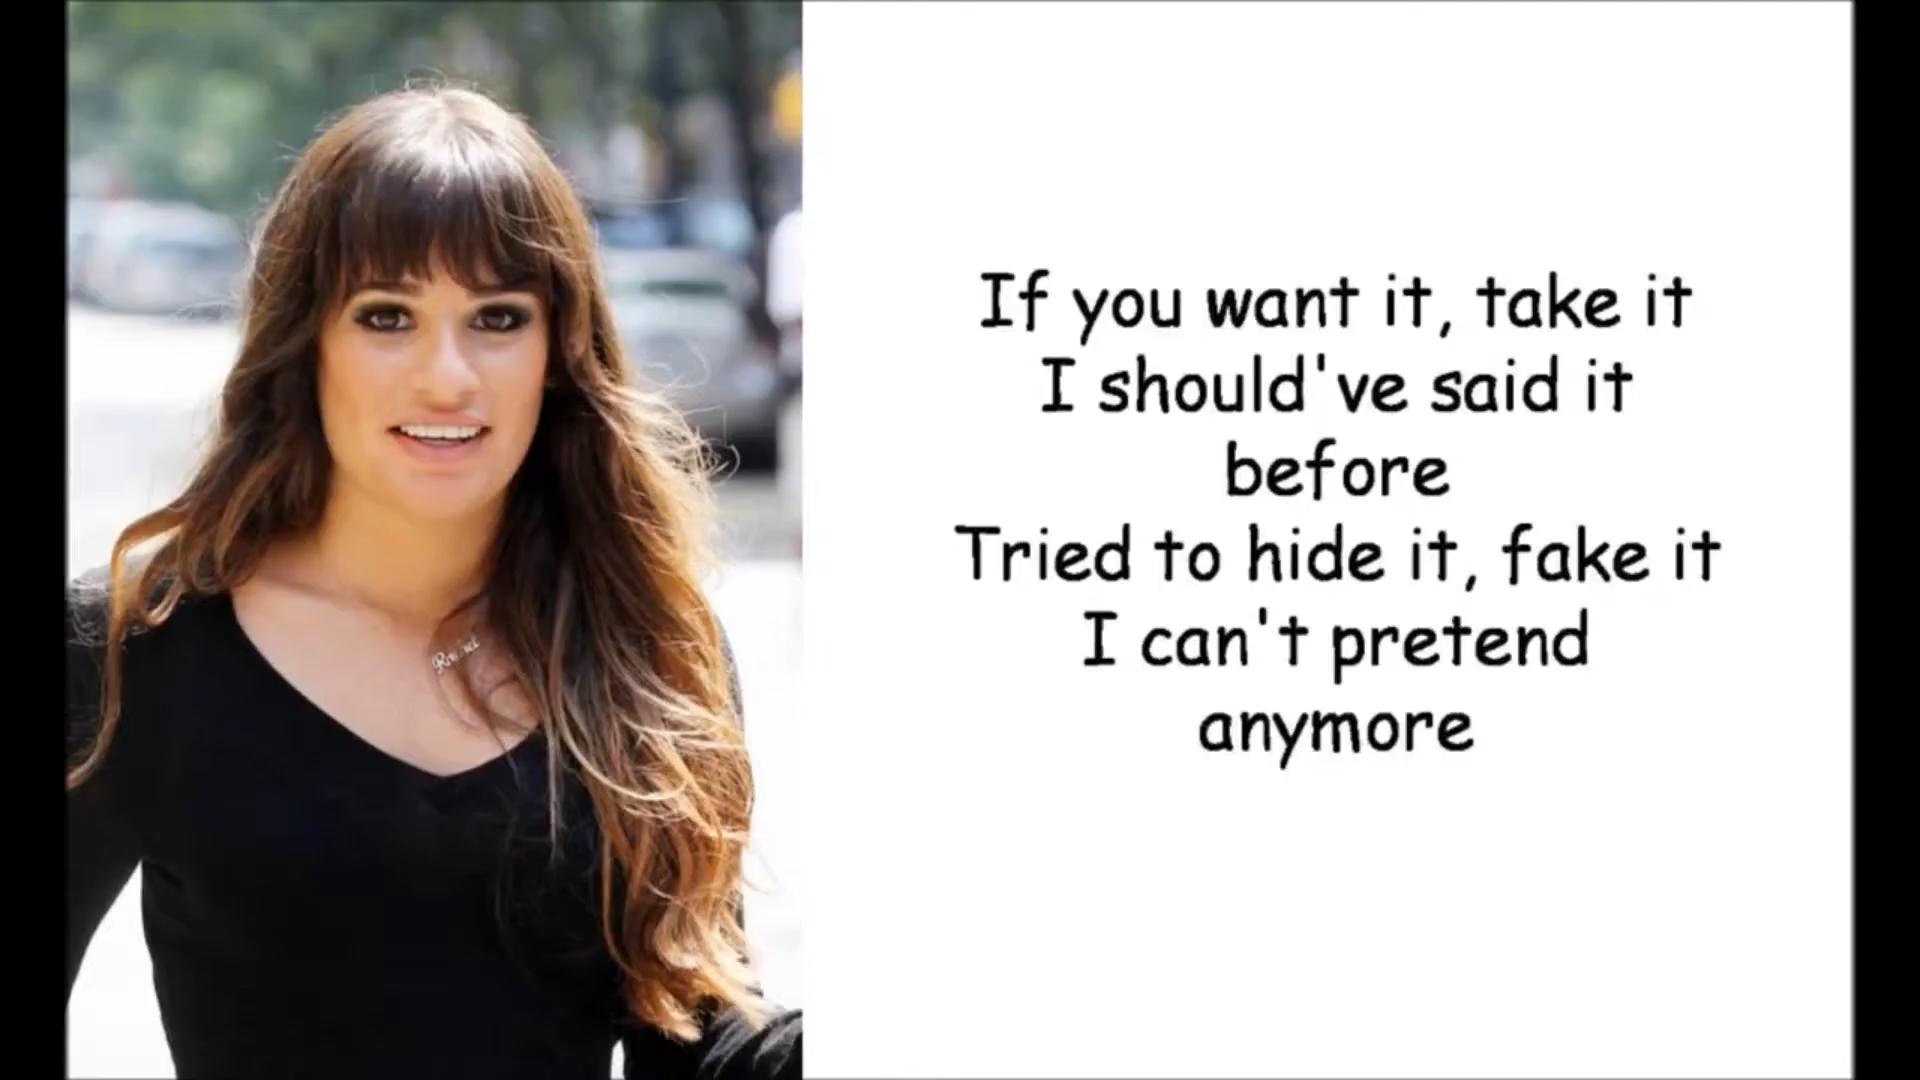 If you want it, take it
I should've said it
before
Tried to hide it, fake it
I can't pretend
anymore